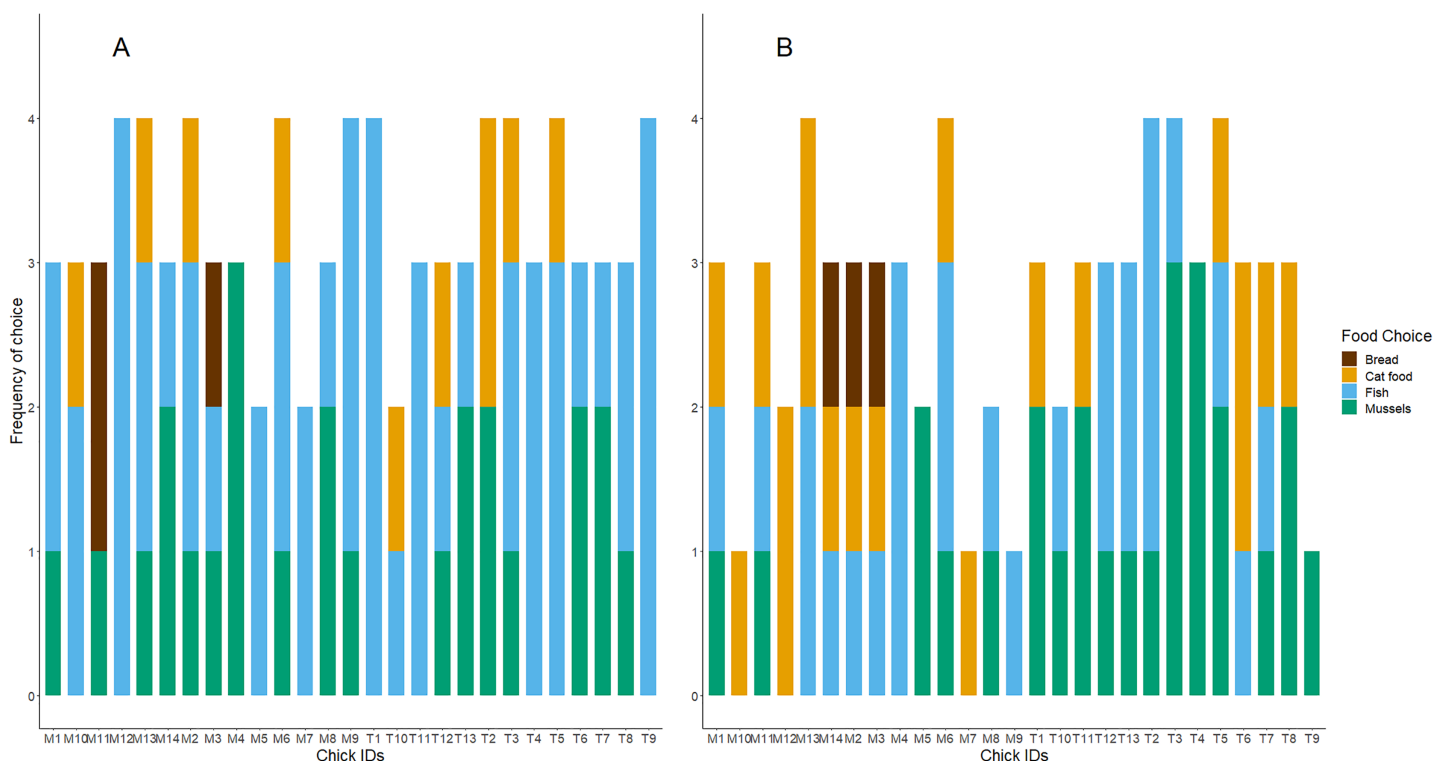 A
B
Frequency of choice
4
3
2
1
0
M1 M10 M11 M12 M13 M14 M2 M3 M4 M5 M6 M7 M8 M9 T1 T10 T11 T12 T13 T2 T3 T4 T5 T6 T7 T8 T9
Chick IDs
4
3
2
1
0
M1 M10 M11 M12 M13 M14 M2 M3 M4 M5 M6 M7 M8 M9 T1 T10 T11 T12 T13 T2 T3 T4 T5 T6 T7 T8 T9
Chick IDs
Food Choice
Bread
Cat food
Fish
Mussels